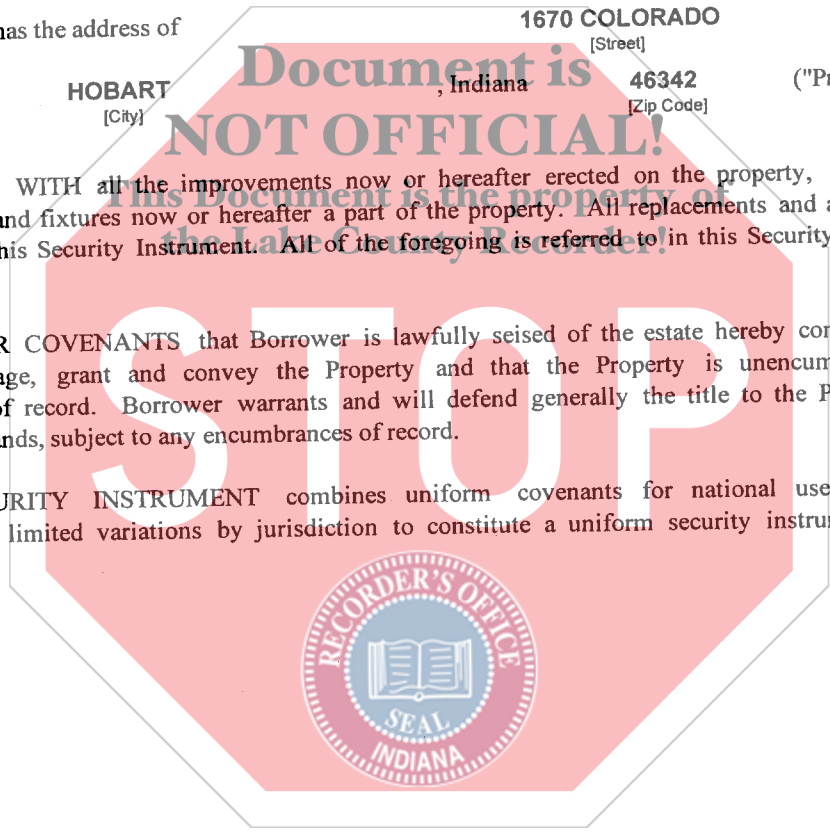 has the address of
1670 COLORADO
[Street]
HOBART
[City]
, Indiana
46342
[Zip Code]
("Pr
Document is
NOT OFFICIAL!
This Document is the property of
the Lake County Recorder!
WITH all the improvements now or hereafter erected on the property,
and fixtures now or hereafter a part of the property. All replacements and a
his Security Instrument. All of the foregoing is referred to in this Security
R COVENANTS that Borrower is lawfully seised of the estate hereby con
age, grant and convey the Property and that the Property is unencum
of record. Borrower warrants and will defend generally the title to the P
ands, subject to any encumbrances of record.
STOP
URITY INSTRUMENT combines uniform covenants for national use
limited variations by jurisdiction to constitute a uniform security instrum
RECORDER'S OFFICE
SEAL
INDIANA